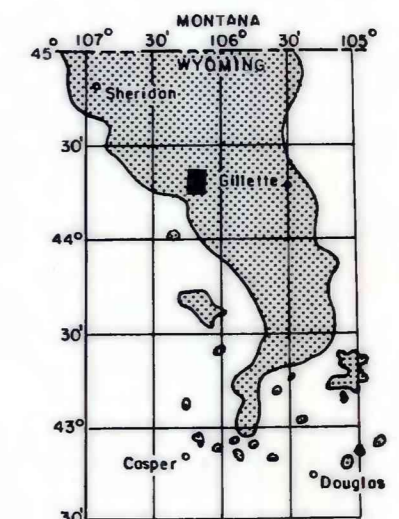 MONTANA
45° 107° 30' 106° 30' 105°
WYOMING
Sheridan
30'
Gillette
44°
30'
43°
Casper
Douglas
30'